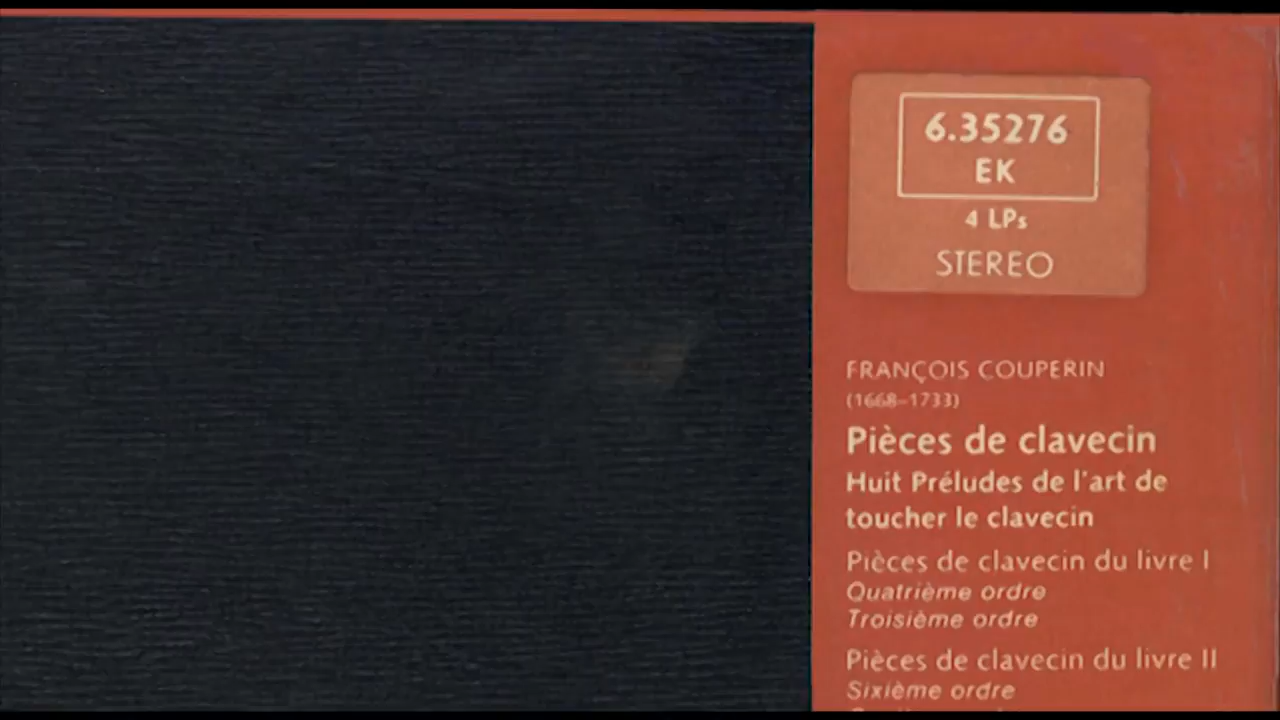 6.35276
EK
4 LPs
STEREO
FRANÇOIS COUPERIN
(1668–1733)
Pièces de clavecin
Huit Préludes de l'art de
toucher le clavecin
Pièces de clavecin du livre I
Quatrième ordre
Troisième ordre
Pièces de clavecin du livre II
Sixième ordre